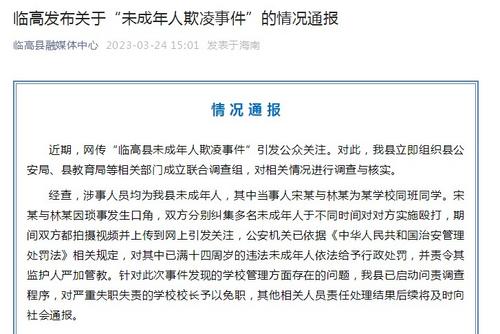 临高发布关于“未成年人欺凌事件”的情况通报
临高县融媒体中心 2023-03-24 15:01 发表于海南
情况通报
近期，网传“临高县未成年人欺凌事件”引发公众关注。对此，我县立即组织县公
安局、县教育局等相关部门成立联合调查组，对相关情况进行调查与核实。
经查，涉事人员均为我县未成年人，其中当事人宋某与林某为某学校同班同学。宋
某与林某因琐事发生口角，双方分别纠集多名未成年人于不同时间对对方实施殴打，期
间双方都拍摄视频并上传到网上引发关注，公安机关已依据《中华人民共和国治安管理
处罚法》相关规定，对其中已满十四周岁的违法未成年人依法给予行政处罚，并责令其
监护人严加管教。针对此次事件发现的学校管理方面存在的问题，我县已启动问责调查
程序，对严重失职失责的学校校长予以免职，其他相关人员责任处理结果后续将及时向
社会通报。